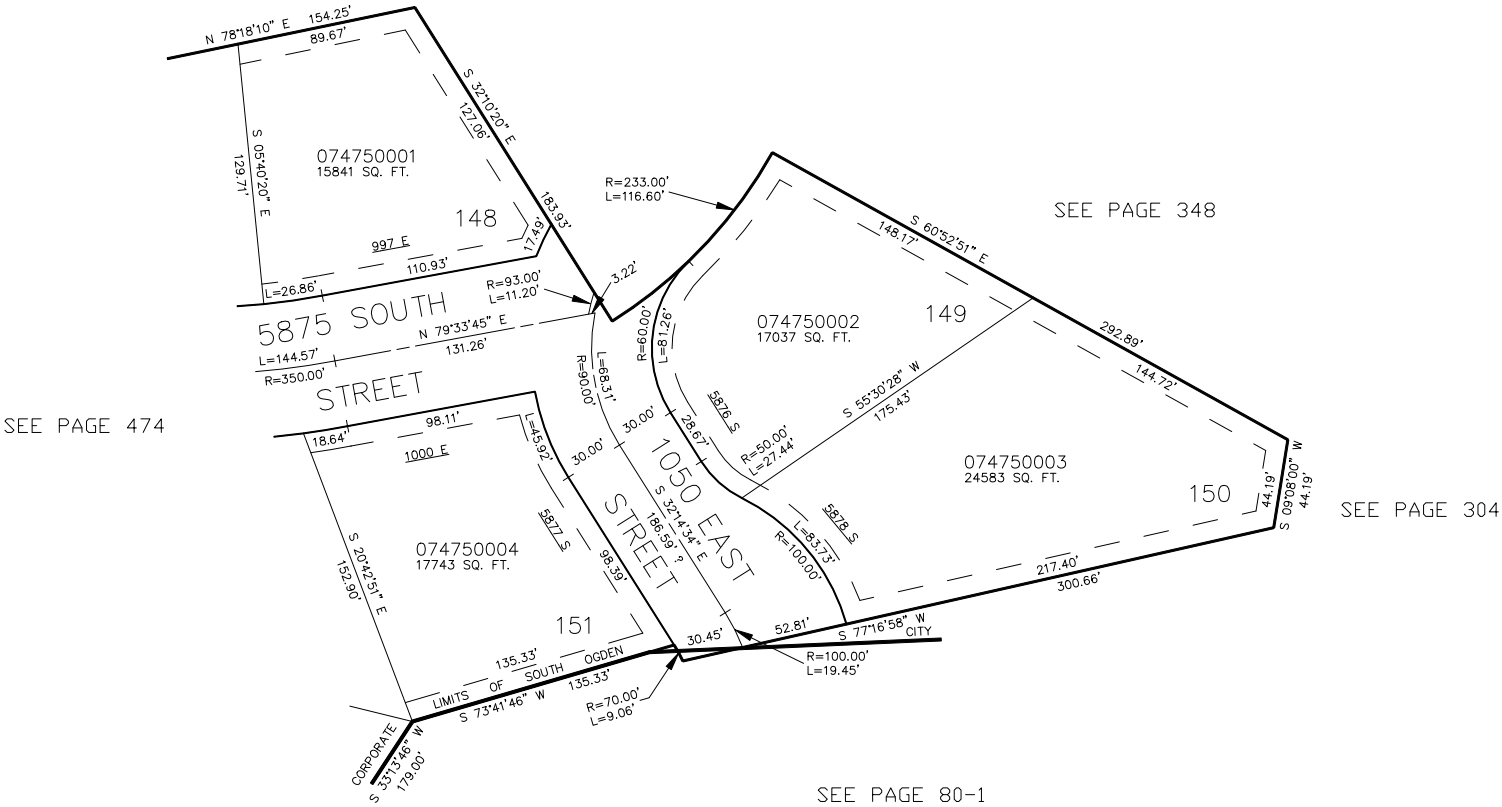 N 78°18'10" E 154.25'
89.67'
S 32°10'20" E
127.06'
183.93'
S 05°40'20" E
129.71'
074750001
15841 SQ. FT.
148
17.49'
997 E
110.93'
L=26.86'
5875 SOUTH
STREET
N 79°33'45" E
131.26'
L=144.57'
R=350.00'
R=93.00'
L=11.20'
3.22'
R=233.00'
L=116.60'
SEE PAGE 348
S 60°52'51" E
148.17'
292.89'
144.72'
074750002
17037 SQ. FT.
149
R=60.00'
L=81.26'
L=68.31'
R=90.00'
5876 S
S 55°30'28" W
175.43'
28.67'
R=50.00'
L=27.44'
30.00'
30.00'
074750003
24583 SQ. FT.
150
44.19'
S 09°08'00" W
44.19'
SEE PAGE 304
SEE PAGE 474
18.64'
98.11'
1000 E
L=45.92'
5877 S
1050 EAST
STREET
S 32°14'34" E
186.59' ?
98.39'
5878 S
L=83.73'
R=100.00'
217.40'
300.66'
S 77°16'58" W
52.81'
30.45'
CITY
R=100.00'
L=19.45'
S 20°42'51" E
152.90'
074750004
17743 SQ. FT.
151
135.33'
LIMITS OF SOUTH OGDEN
S 73°41'46" W 135.33'
R=70.00'
L=9.06'
CORPORATE
S 33°13'46" W
179.00'
SEE PAGE 80-1